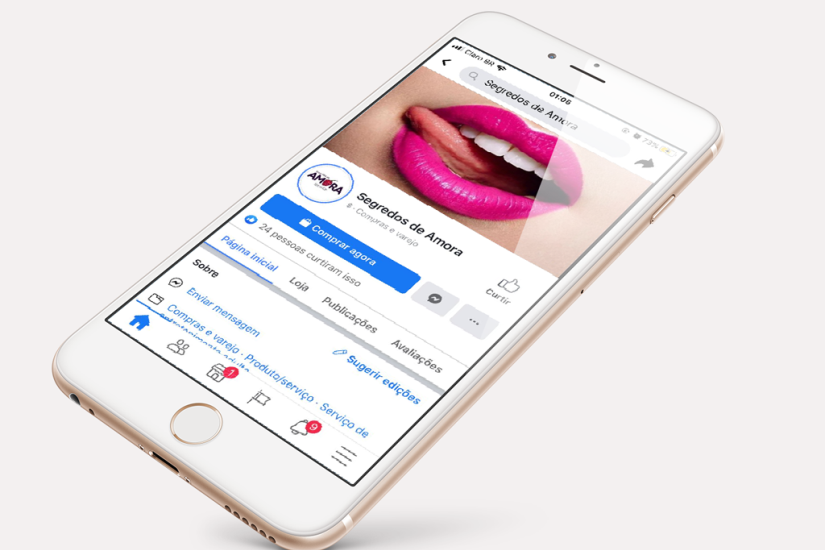 Claro BR
01:06
Segredos de Amora
AMORA
Segredos de Amora
Compras e varejo
Comprar agora
24 pessoas curtiram isso
Curtir
Página inicial
Loja
Publicações
Avaliações
Sobre
Sugerir edições
Enviar mensagem
Compras e varejo · Produto/serviço · Serviço de
1
9